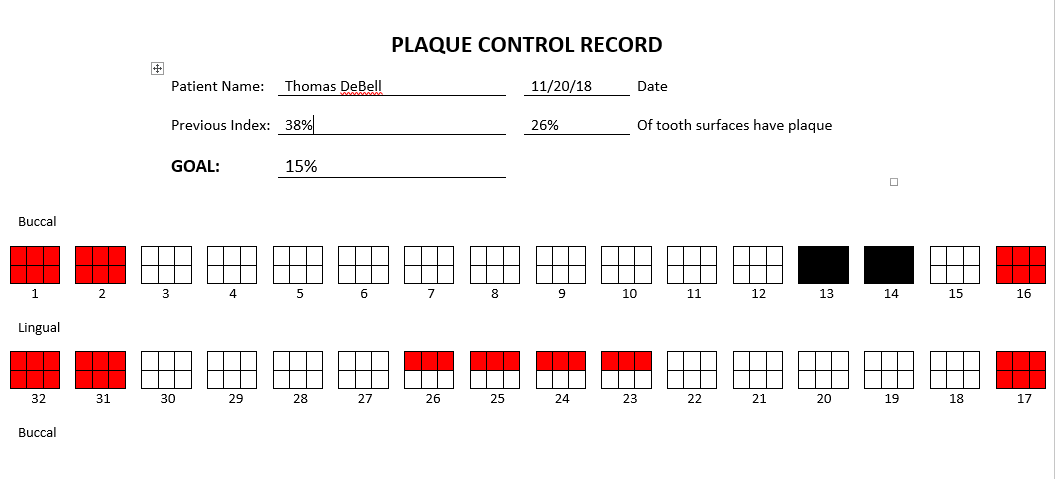 PLAQUE CONTROL RECORD
Patient Name: Thomas DeBell 11/20/18 Date
Previous Index: 38% 26% Of tooth surfaces have plaque
GOAL: 15%
Buccal
1 2 3 4 5 6 7 8 9 10 11 12 13 14 15 16
Lingual
32 31 30 29 28 27 26 25 24 23 22 21 20 19 18 17
Buccal